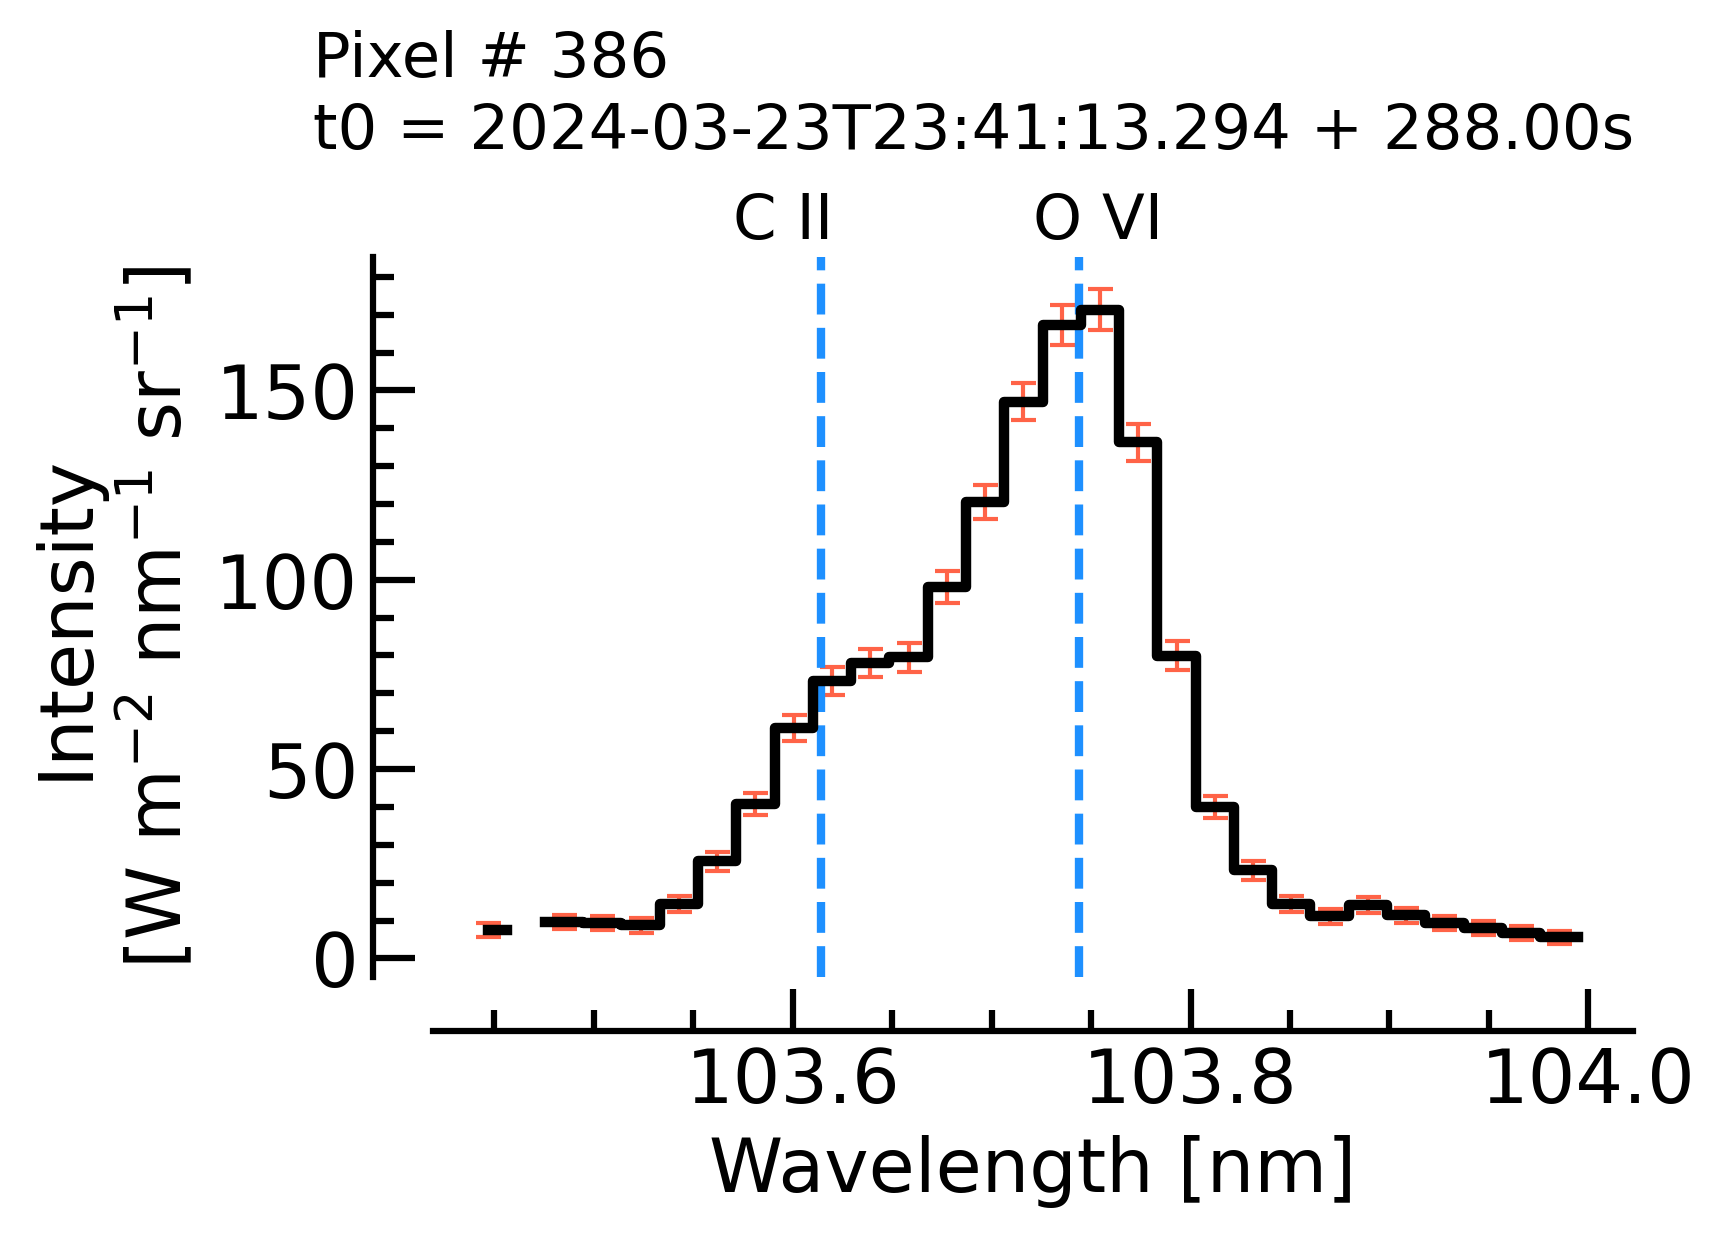 Pixel # 386
t0 = 2024-03-23T23:41:13.294 + 288.00s
C II
O VI
Intensity
[W m⁻² nm⁻¹ sr⁻¹]
150
100
50
0
103.6
103.8
104.0
Wavelength [nm]